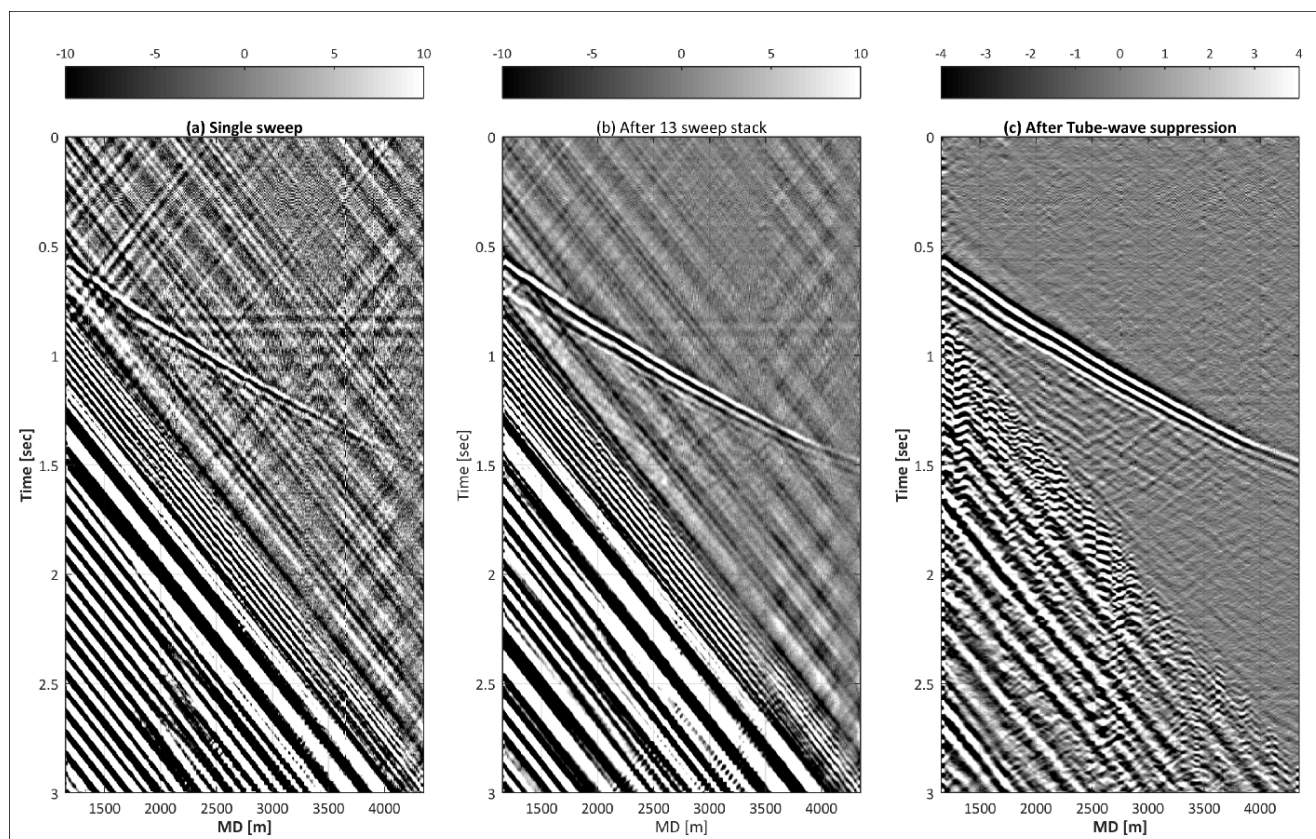 -10 -5 0 5 10
-10 -5 0 5 10
-4 -3 -2 -1 0 1 2 3 4
(a) Single sweep
(b) After 13 sweep stack
(c) After Tube-wave suppression
0
0.5
1
1.5
2
2.5
3
Time [sec]
1500 2000 2500 3000 3500 4000
MD [m]
0
0.5
1
1.5
2
2.5
3
Time [sec]
1500 2000 2500 3000 3500 4000
MD [m]
0
0.5
1
1.5
2
2.5
3
Time [sec]
1500 2000 2500 3000 3500 4000
MD [m]